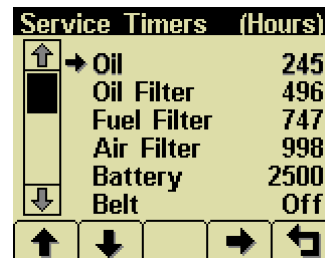 Service Timers (Hours)
Oil 245
Oil Filter 496
Fuel Filter 747
Air Filter 998
Battery 2500
Belt Off